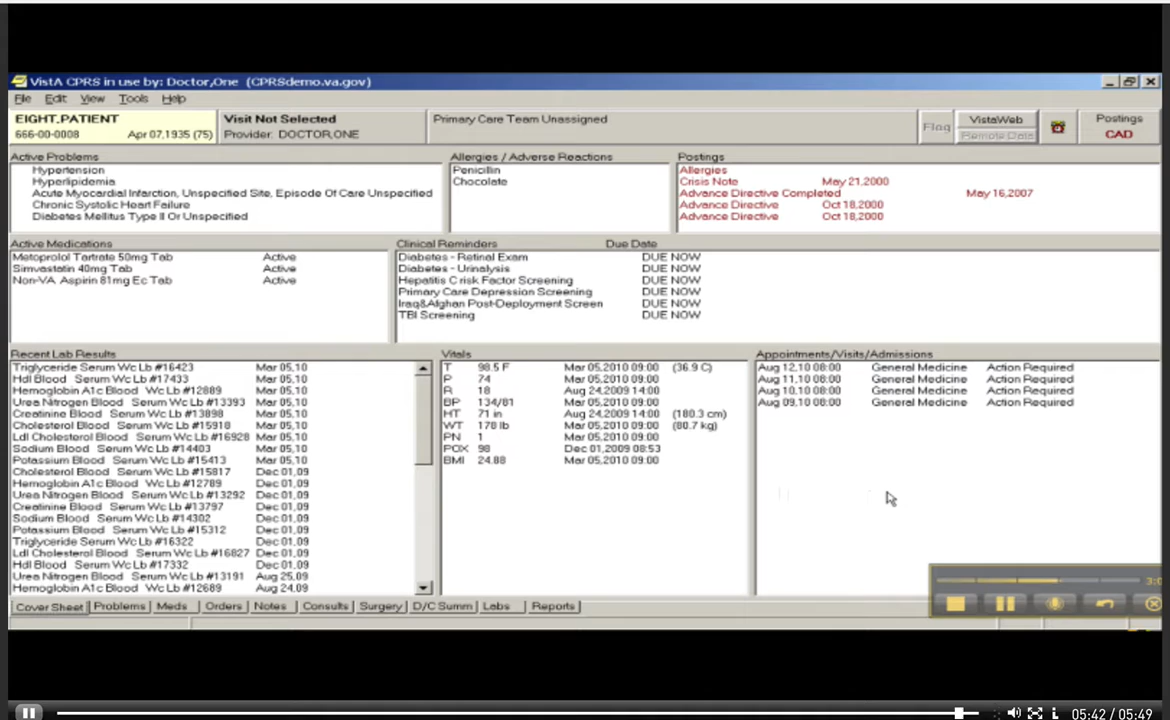 VistA CPRS in use by: Doctor,One (CPRSdemo.va.gov)
File Edit View Tools Help
EIGHT,PATIENT Visit Not Selected Primary Care Team Unassigned Flag VistaWeb Postings
666-00-0008 Apr 07,1935 (75) Provider: DOCTOR,ONE Remote Data CAD
Active Problems
Hypertension
Hyperlipidemia
Acute Myocardial Infarction, Unspecified Site, Episode Of Care Unspecified
Chronic Systolic Heart Failure
Diabetes Mellitus Type II Or Unspecified
Allergies / Adverse Reactions
Penicillin
Chocolate
Postings
Allergies
Crisis Note May 21,2000
Advance Directive Completed May 16,2007
Advance Directive Oct 18,2000
Advance Directive Oct 18,2000
Active Medications
Metoprolol Tartrate 50mg Tab Active
Simvastatin 40mg Tab Active
Non-VA Aspirin 81mg Ec Tab Active
Clinical Reminders Due Date
Diabetes - Retinal Exam DUE NOW
Diabetes - Urinalysis DUE NOW
Hepatitis C risk Factor Screening DUE NOW
Primary Care Depression Screening DUE NOW
Iraq&Afghan Post-Deployment Screen DUE NOW
TBI Screening DUE NOW
Recent Lab Results
Triglyceride Serum Wc Lb #16423 Mar 05,10
Hdl Blood Serum Wc Lb #17433 Mar 05,10
Hemoglobin A1c Blood Wc Lb #12889 Mar 05,10
Urea Nitrogen Blood Serum Wc Lb #13393 Mar 05,10
Creatinine Blood Serum Wc Lb #13898 Mar 05,10
Cholesterol Blood Serum Wc Lb #15918 Mar 05,10
Ldl Cholesterol Blood Serum Wc Lb #16928 Mar 05,10
Sodium Blood Serum Wc Lb #14403 Mar 05,10
Potassium Blood Serum Wc Lb #15413 Mar 05,10
Cholesterol Blood Serum Wc Lb #15817 Dec 01,09
Hemoglobin A1c Blood Wc Lb #12789 Dec 01,09
Urea Nitrogen Blood Serum Wc Lb #13292 Dec 01,09
Creatinine Blood Serum Wc Lb #13797 Dec 01,09
Sodium Blood Serum Wc Lb #14302 Dec 01,09
Potassium Blood Serum Wc Lb #15312 Dec 01,09
Triglyceride Serum Wc Lb #16322 Dec 01,09
Ldl Cholesterol Blood Serum Wc Lb #16827 Dec 01,09
Hdl Blood Serum Wc Lb #17332 Dec 01,09
Urea Nitrogen Blood Serum Wc Lb #13191 Aug 25,09
Hemoglobin A1c Blood Wc Lb #12689 Aug 24,09
Vitals
T 98.5 F Mar 05,2010 09:00 (36.9 C)
P 74 Mar 05,2010 09:00
R 18 Mar 05,2010 09:00
BP 134/81 Mar 05,2010 09:00
HT 71 in Aug 24,2009 14:00 (180.3 cm)
WT 178 lb Mar 05,2010 09:00 (80.7 kg)
PN 1 Mar 05,2010 09:00
POX 98 Dec 01,2009 08:53
BMI 24.88 Mar 05,2010 09:00
Appointments/Visits/Admissions
Aug 12,10 08:00 General Medicine Action Required
Aug 11,10 08:00 General Medicine Action Required
Aug 10,10 08:00 General Medicine Action Required
Aug 09,10 08:00 General Medicine Action Required
Cover Sheet Problems Meds Orders Notes Consults Surgery D/C Summ Labs Reports
05:42 / 05:49